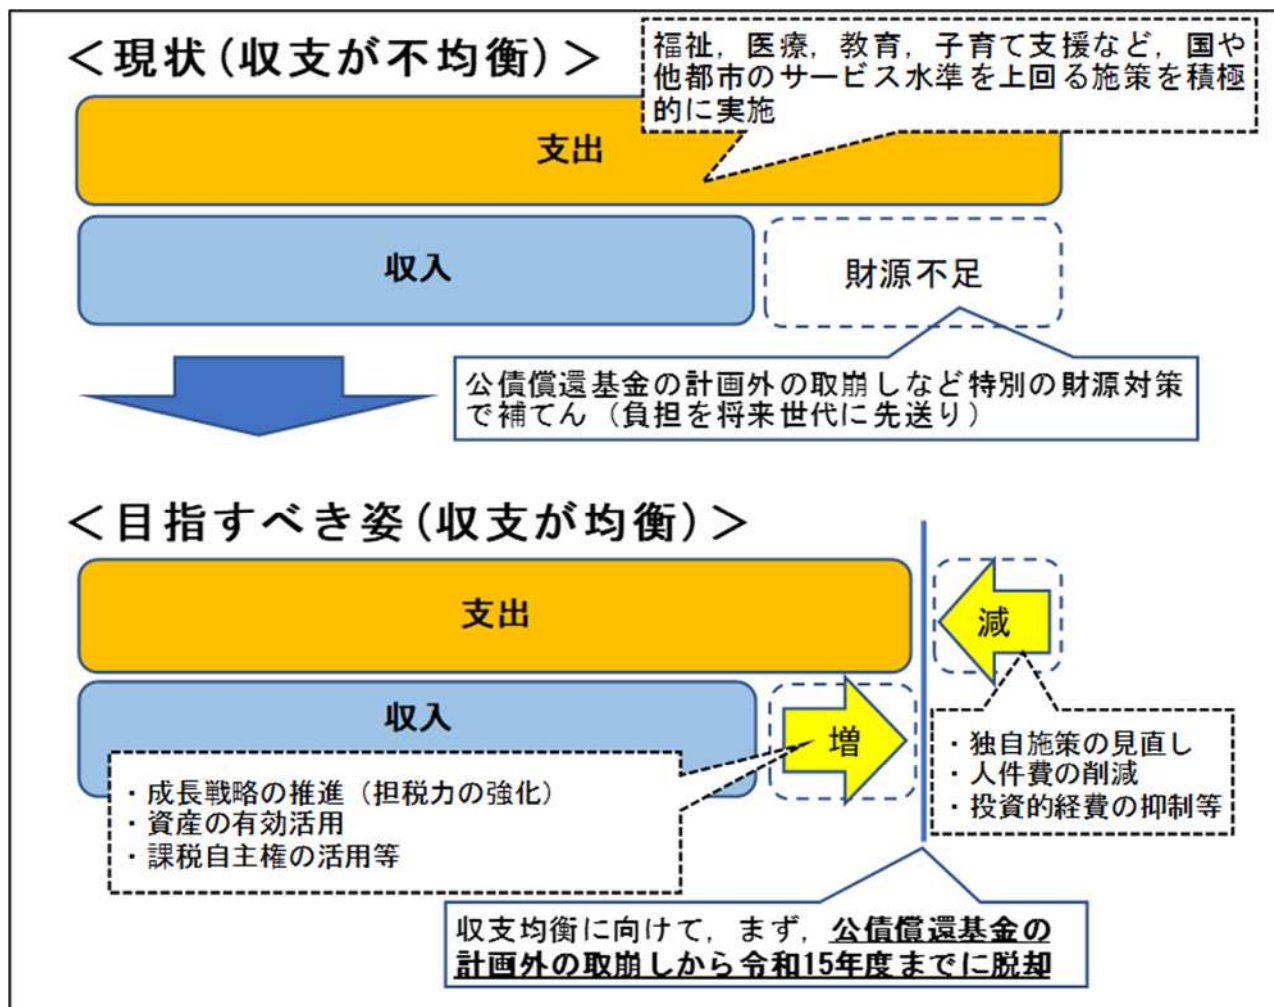 ＜現状(収支が不均衡)＞
福祉，医療，教育，子育て支援など，国や
他都市のサービス水準を上回る施策を積極
的に実施
支出
収入
財源不足
公債償還基金の計画外の取崩しなど特別の財源対策
で補てん（負担を将来世代に先送り）
＜目指すべき姿(収支が均衡)＞
支出
減
収入
増
・独自施策の見直し
・人件費の削減
・投資的経費の抑制等
・成長戦略の推進（担税力の強化）
・資産の有効活用
・課税自主権の活用等
収支均衡に向けて，まず，公債償還基金の
計画外の取崩しから令和15年度までに脱却